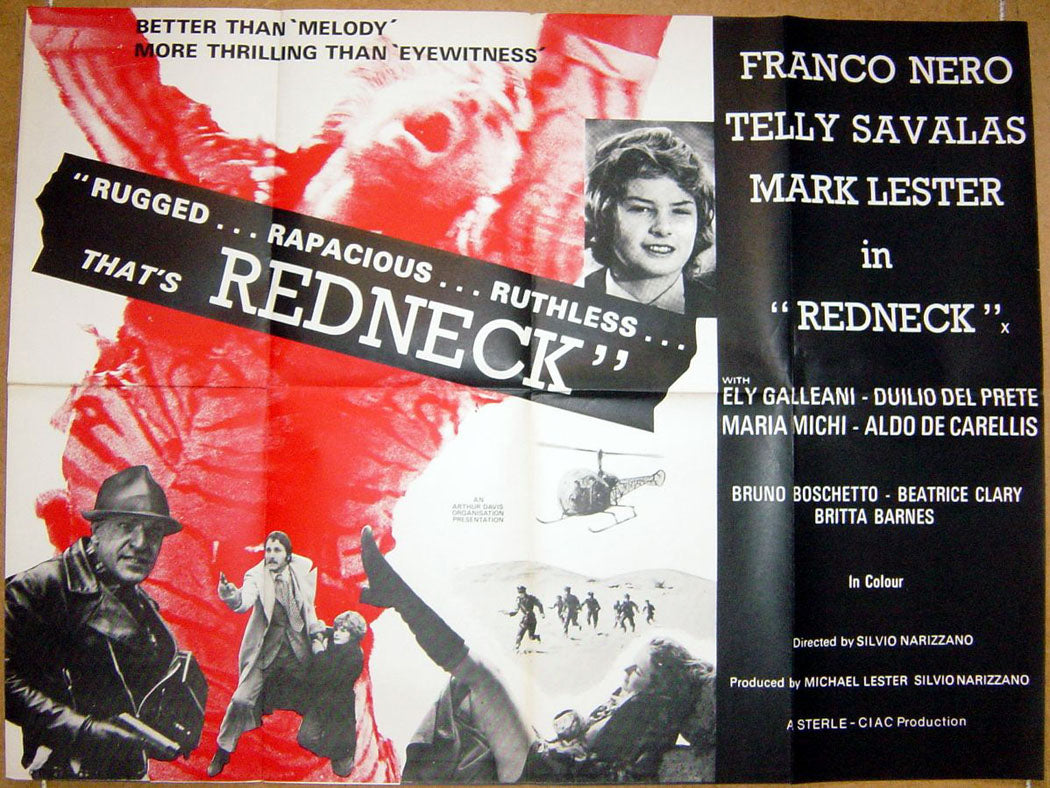 BETTER THAN 'MELODY'
MORE THRILLING THAN 'EYEWITNESS'
"RUGGED... RAPACIOUS... RUTHLESS...
THAT'S REDNECK"
AN
ARTHUR DAVIS
ORGANISATION
PRESENTATION
FRANCO NERO
TELLY SAVALAS
MARK LESTER
in
"REDNECK" x
WITH
ELY GALLEANI - DUILIO DEL PRETE
MARIA MICHI - ALDO DE CARELLIS
BRUNO BOSCHETTO - BEATRICE CLARY
BRITTA BARNES
In Colour
Directed by SILVIO NARIZZANO
Produced by MICHAEL LESTER SILVIO NARIZZANO
A STERLE - CIAC Production